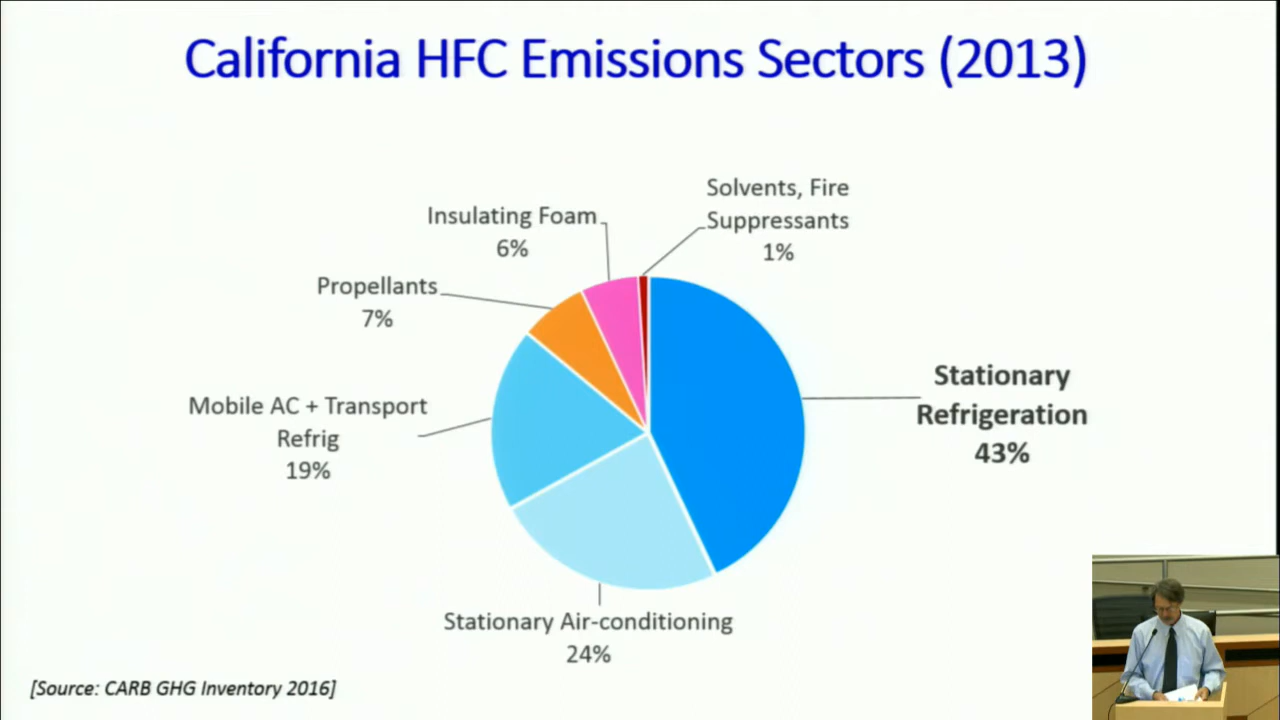 California HFC Emissions Sectors (2013)
Solvents, Fire
Suppressants
1%
Insulating Foam
6%
Propellants
7%
Mobile AC + Transport
Refrig
19%
Stationary
Refrigeration
43%
Stationary Air-conditioning
24%
[Source: CARB GHG Inventory 2016]